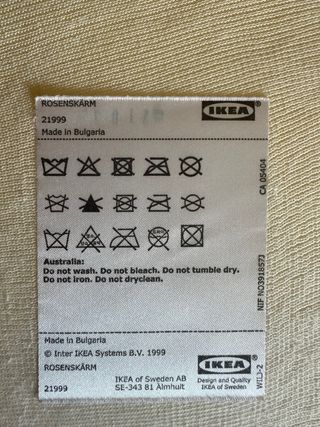 ROSENSKÄRM
IKEA
21999
Made in Bulgaria
CA 05404
NIF NO3918573
WILD-2
Australia:
Do not wash. Do not bleach. Do not tumble dry.
Do not iron. Do not dryclean.
Made in Bulgaria
© Inter IKEA Systems B.V. 1999
IKEA
ROSENSKÄRM
IKEA of Sweden AB
Design and Quality
21999
SE-343 81 Älmhult
IKEA of Sweden